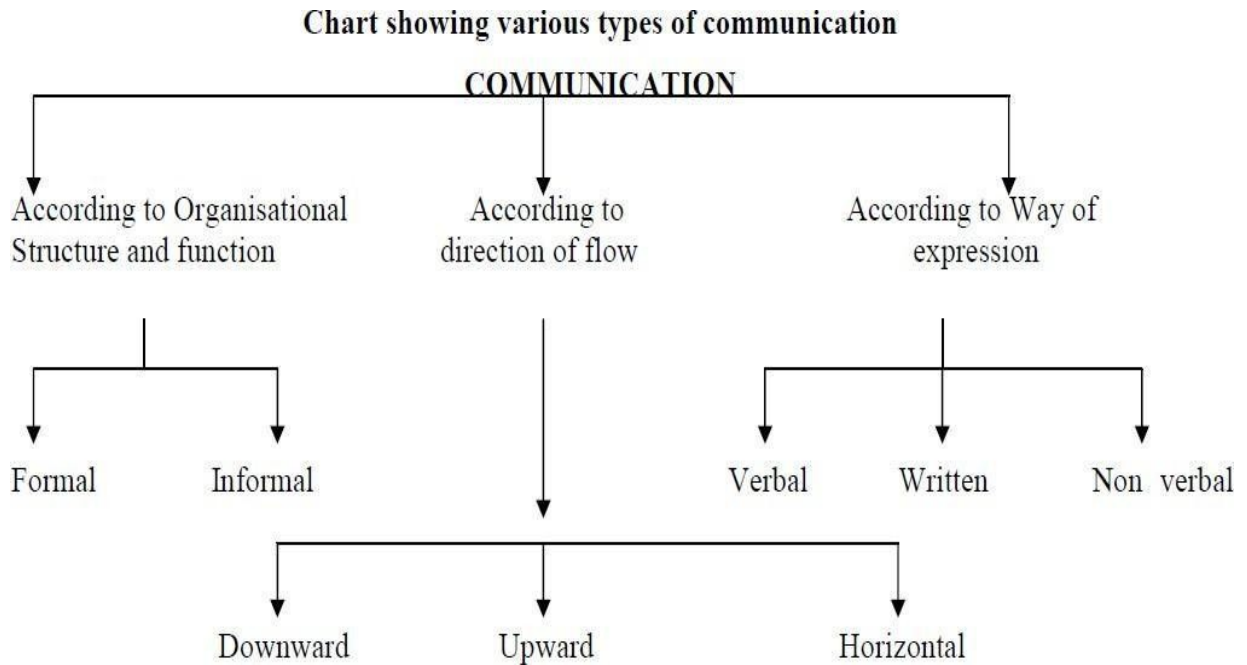 Chart showing various types of communication
COMMUNICATION
According to Organisational
Structure and function
According to
direction of flow
According to Way of
expression
Formal
Informal
Verbal
Written
Non verbal
Downward
Upward
Horizontal